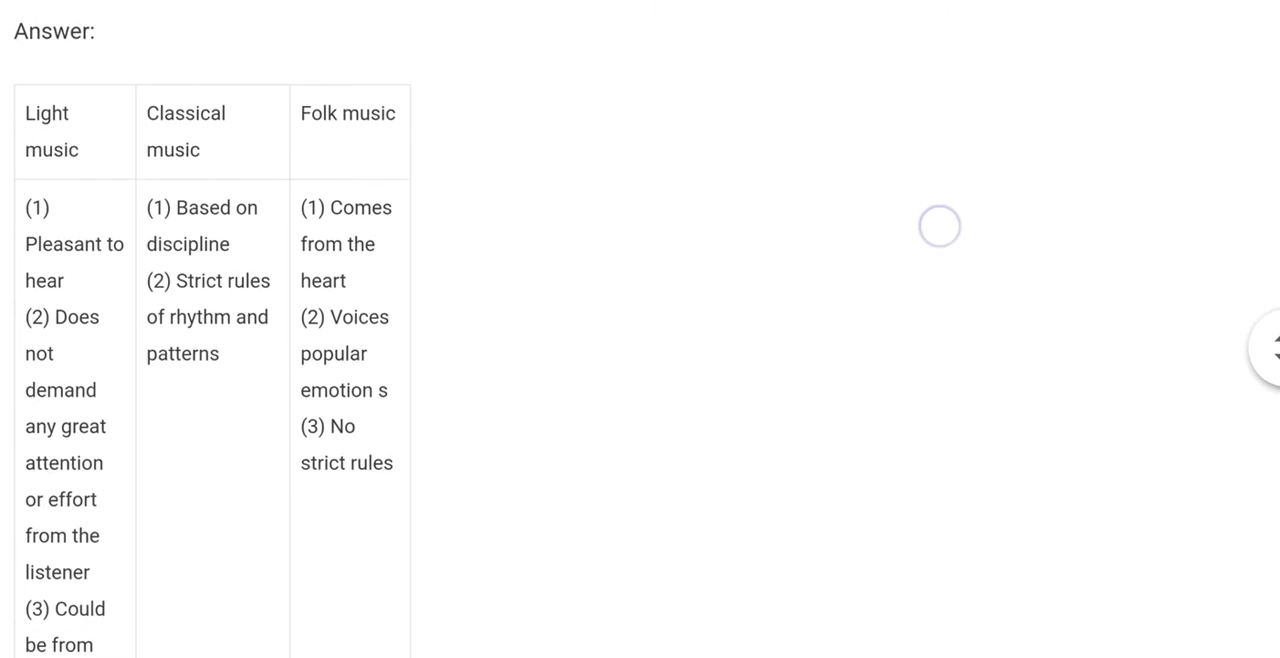 Answer:
Light
music
Classical
music
Folk music
(1)
Pleasant to
hear
(2) Does
not
demand
any great
attention
or effort
from the
listener
(3) Could
be from
(1) Based on
discipline
(2) Strict rules
of rhythm and
patterns
(1) Comes
from the
heart
(2) Voices
popular
emotion s
(3) No
strict rules